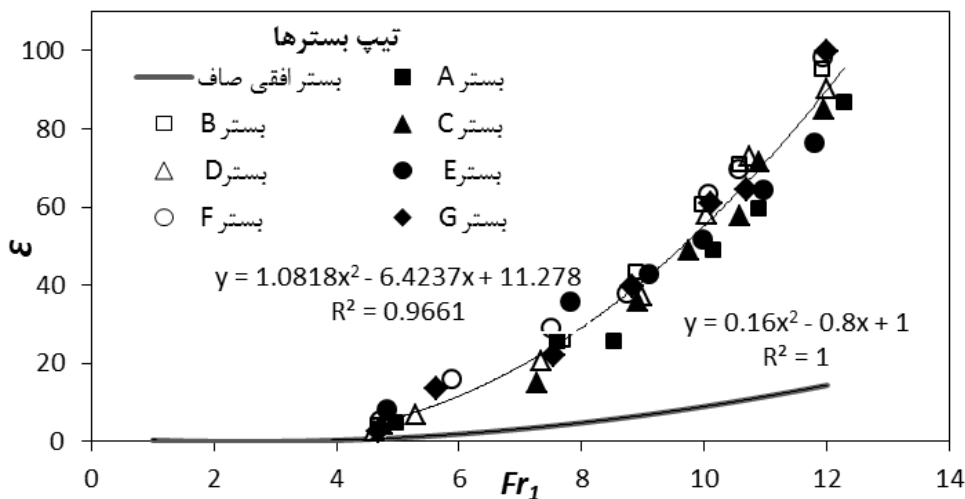 تیپ بسترها
بستر افقی صاف
بستر A
بستر B
بستر C
بستر D
بستر E
بستر F
بستر G
y = 1.0818x² - 6.4237x + 11.278
R² = 0.9661
y = 0.16x² - 0.8x + 1
R² = 1
ε
100
80
60
40
20
0
0 2 4 6 8 10 12 14
Fr₁